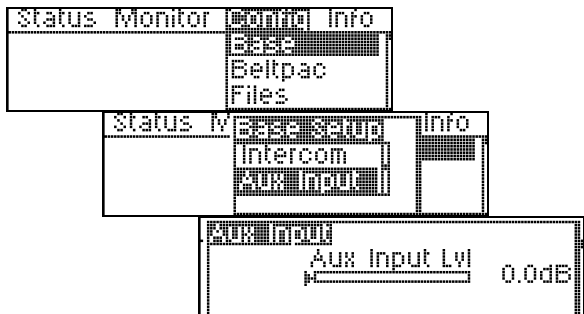 Status Monitor Config Info
Base
Beltpac
Files
Status M Base Setup Info
Intercom
Aux Input
Aux Input
Aux Input Lvl
0.0dB